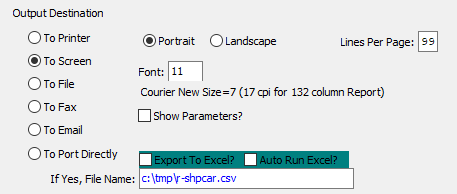 Output Destination
To Printer
Portrait
Landscape
Lines Per Page: 99
To Screen
To File
Font: 11
Courier New Size=7 (17 cpi for 132 column Report)
To Fax
Show Parameters?
To Email
To Port Directly
Export To Excel?
Auto Run Excel?
If Yes, File Name: c:\tmp\r-shpcar.csv